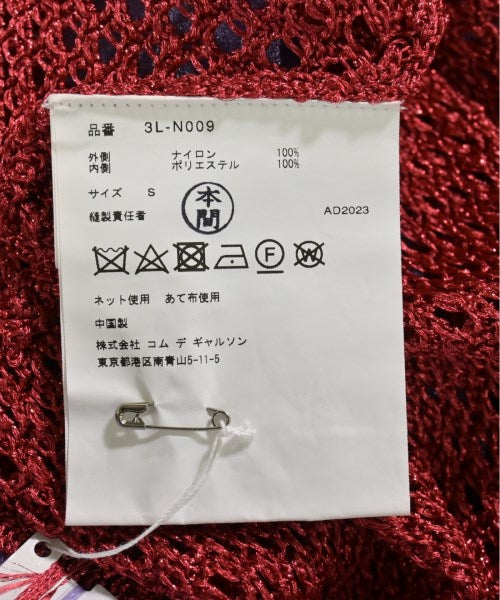 品番 3L-N009
外側 ナイロン 100%
内側 ポリエステル 100%
サイズ S
縫製責任者 本間 AD2023
F W
ネット使用 あて布使用
中国製
株式会社 コム デ ギャルソン
東京都港区南青山5-11-5